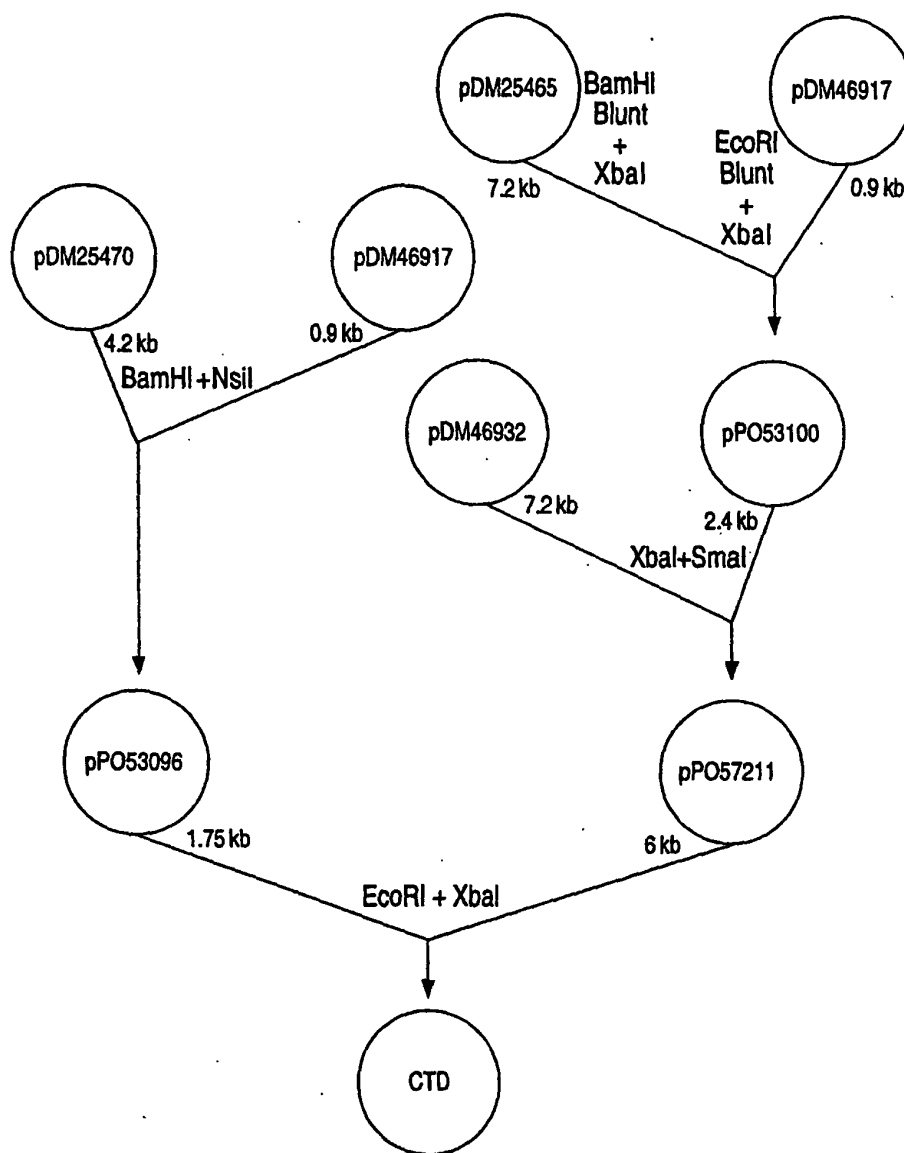 pDM25465
BamHI
Blunt
+
XbaI
pDM46917
EcoRI
Blunt
+
XbaI
7.2 kb
0.9 kb
pDM25470
pDM46917
4.2 kb
0.9 kb
BamHI +NsiI
pDM46932
pPO53100
7.2 kb
2.4 kb
XbaI+SmaI
pPO53096
pPO57211
1.75 kb
6 kb
EcoRI + XbaI
CTD